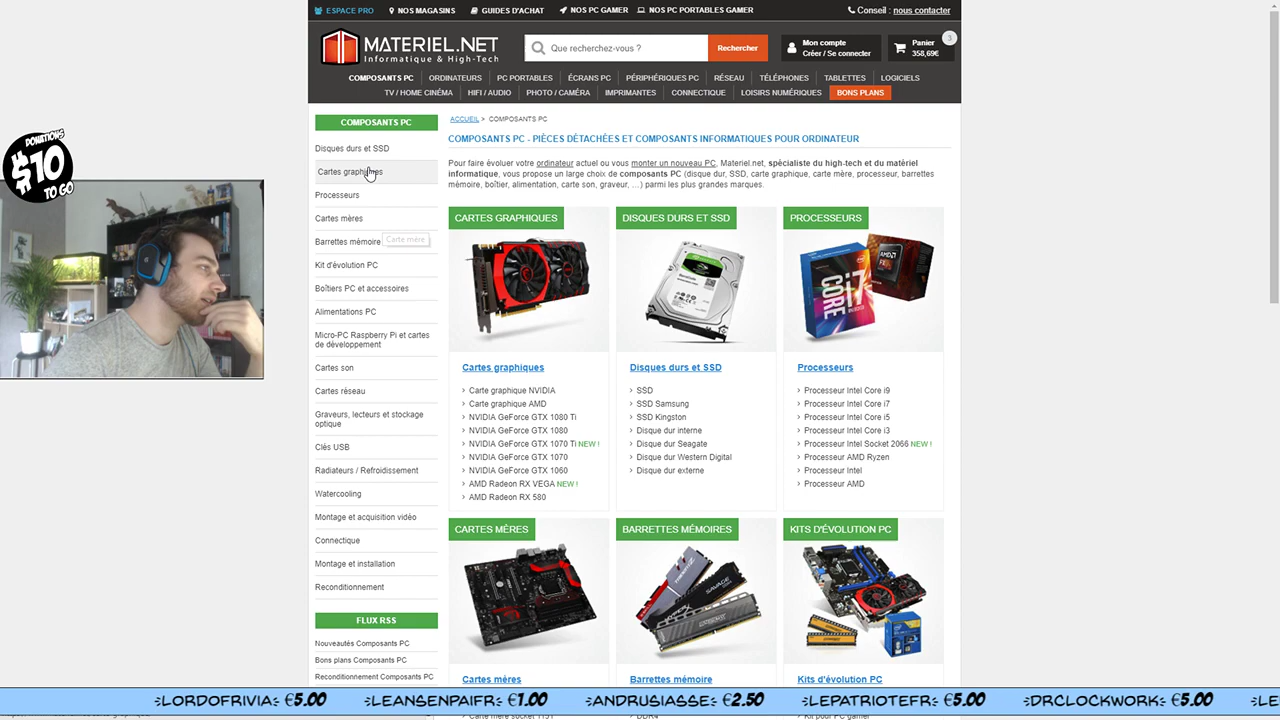 ESPACE PRO
NOS MAGASINS
GUIDES D'ACHAT
NOS PC GAMER
NOS PC PORTABLES GAMER
Conseil : nous contacter
MATERIEL.NET
Informatique & High-Tech
Que recherchez-vous ?
Rechercher
Mon compte
Créer / Se connecter
Panier
358,69€
3
COMPOSANTS PC
ORDINATEURS
PC PORTABLES
ÉCRANS PC
PÉRIPHÉRIQUES PC
RÉSEAU
TÉLÉPHONES
TABLETTES
LOGICIELS
TV / HOME CINÉMA
HIFI / AUDIO
PHOTO / CAMÉRA
IMPRIMANTES
CONNECTIQUE
LOISIRS NUMÉRIQUES
BONS PLANS
DONATIONS
$10
TO GO
COMPOSANTS PC
Disques durs et SSD
Cartes graphiques
Processeurs
Cartes mères
Barrettes mémoire
Carte mère
Kit d'évolution PC
Boîtiers PC et accessoires
Alimentations PC
Micro-PC Raspberry Pi et cartes
de développement
Cartes son
Cartes réseau
Graveurs, lecteurs et stockage
optique
Clés USB
Radiateurs / Refroidissement
Watercooling
Montage et acquisition vidéo
Connectique
Montage et installation
Reconditionnement
FLUX RSS
Nouveautés Composants PC
Bons plans Composants PC
Reconditionnement Composants PC
ACCUEIL > COMPOSANTS PC
COMPOSANTS PC - PIÈCES DÉTACHÉES ET COMPOSANTS INFORMATIQUES POUR ORDINATEUR
Pour faire évoluer votre ordinateur actuel ou vous monter un nouveau PC, Materiel.net, spécialiste du high-tech et du matériel
informatique, vous propose un large choix de composants PC (disque dur, SSD, carte graphique, carte mère, processeur, barrettes
mémoire, boîtier, alimentation, carte son, graveur, ...) parmi les plus grandes marques.
CARTES GRAPHIQUES
Cartes graphiques
Carte graphique NVIDIA
Carte graphique AMD
NVIDIA GeForce GTX 1080 Ti
NVIDIA GeForce GTX 1080
NVIDIA GeForce GTX 1070 Ti NEW !
NVIDIA GeForce GTX 1070
NVIDIA GeForce GTX 1060
AMD Radeon RX VEGA NEW !
AMD Radeon RX 580
DISQUES DURS ET SSD
Disques durs et SSD
SSD
SSD Samsung
SSD Kingston
Disque dur interne
Disque dur Seagate
Disque dur Western Digital
Disque dur externe
PROCESSEURS
CORE i7
AMD
Processeurs
Processeur Intel Core i9
Processeur Intel Core i7
Processeur Intel Core i5
Processeur Intel Core i3
Processeur Intel Socket 2066 NEW !
Processeur AMD Ryzen
Processeur Intel
Processeur AMD
CARTES MÈRES
Cartes mères
Carte mère socket 1151
BARRETTES MÉMOIRES
Barrettes mémoire
DDR4
KITS D'ÉVOLUTION PC
Kits d'évolution PC
Kit pour PC gamer
LORDOFRIVIA €5.00
LEANSENPAIFR €1.00
ANDRUSIASSE €2.50
LEPATRIOTEFR €5.00
DRCLOCKWORK €5.00
LE